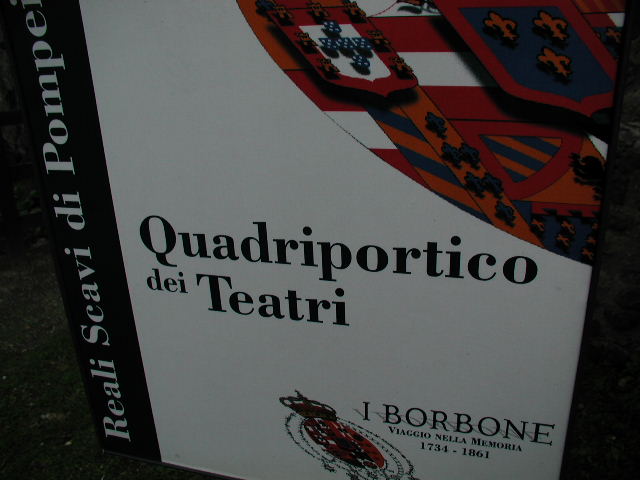 Reali Scavi di Pompei
Quadriportico
dei Teatri
I BORBONE
VIAGGIO NELLA MEMORIA
1734 - 1861